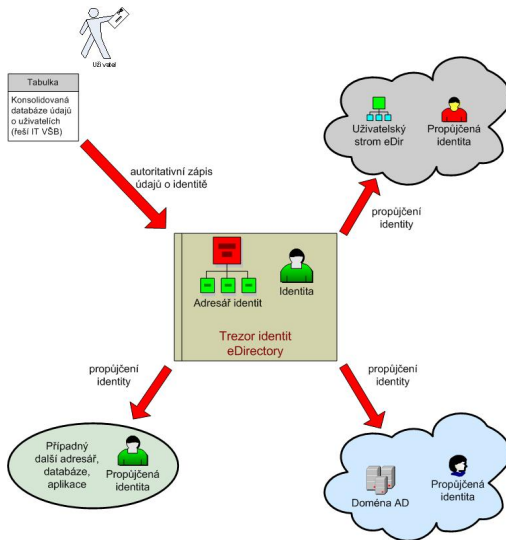 Uživatel
Tabulka
Konsolidovaná
databáze údajů
o uživatelích
(řeší IT VŠB)
autoritativní zápis
údajů o identitě
Uživatelský
strom eDir
Propůjčená
identita
propůjčení
identity
Adresář identit
Identita
Trezor identit
eDirectory
propůjčení
identity
propůjčení
identity
Případný
další adresář,
databáze,
aplikace
Propůjčená
identita
Doména AD
Propůjčená
identita